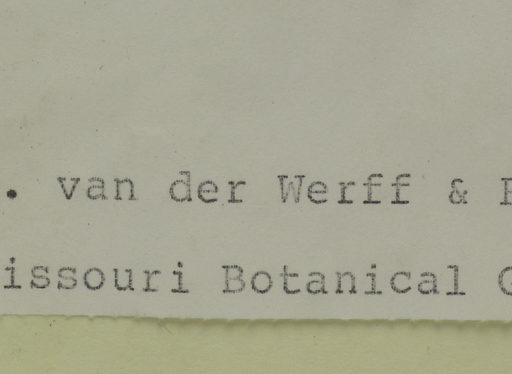 . van der Werff &
issouri Botanical G